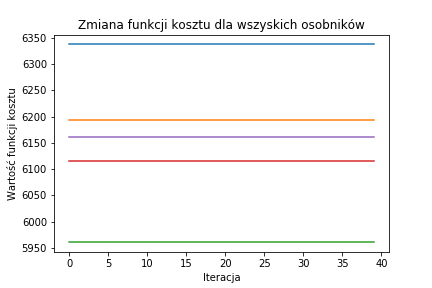 Zmiana funkcji kosztu dla wszyskich osobników
6350
6300
6250
6200
6150
6100
6050
6000
5950
Wartość funkcji kosztu
0 5 10 15 20 25 30 35 40
Iteracja